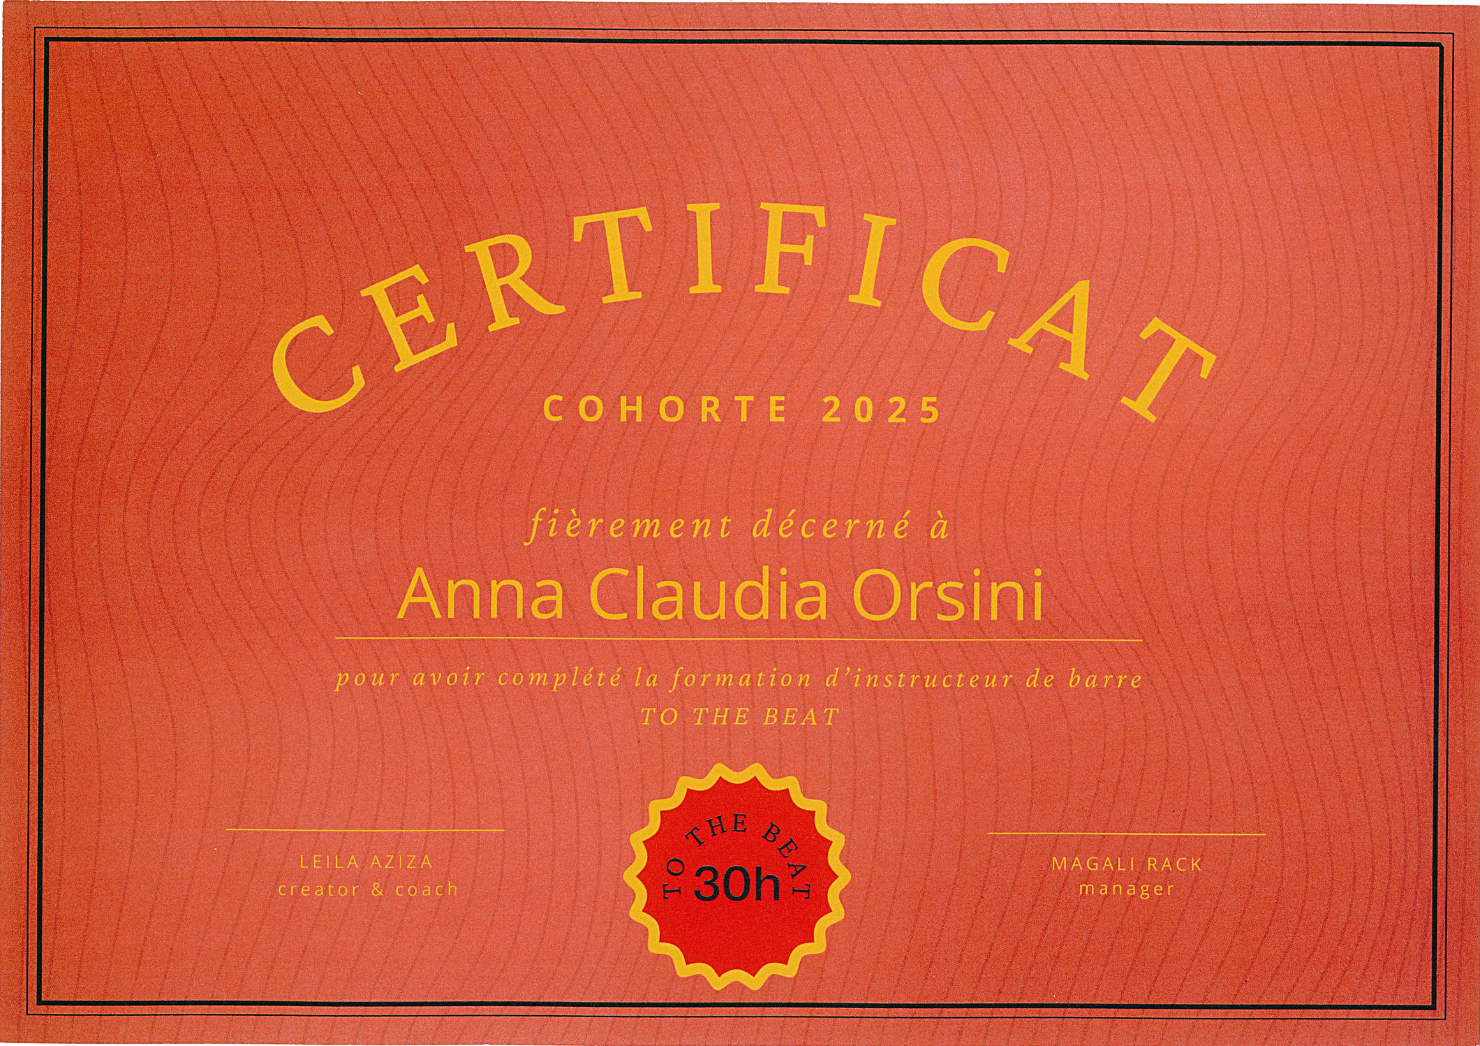 CERTIFICAT
COHORTE 2025
fièrement décerné à
Anna Claudia Orsini
pour avoir complété la formation d'instructeur de barre
TO THE BEAT
LEILA AZIZA
creator & coach
TO THE BEAT
30h
MAGALI RACK
manager